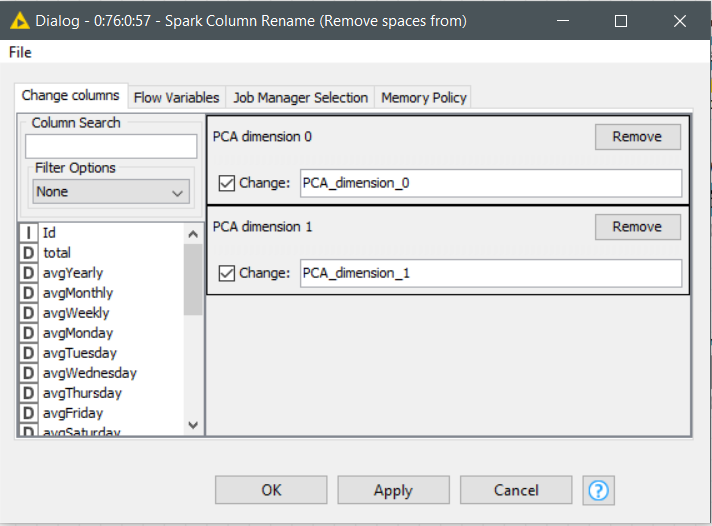 Dialog - 0:76:0:57 - Spark Column Rename (Remove spaces from)
File
Change columns Flow Variables Job Manager Selection Memory Policy
Column Search
Filter Options
None
I Id
D total
D avgYearly
D avgMonthly
D avgWeekly
D avgMonday
D avgTuesday
D avgWednesday
D avgThursday
D avgFriday
D avgSaturday
PCA dimension 0 Remove
Change: PCA_dimension_0
PCA dimension 1 Remove
Change: PCA_dimension_1
OK Apply Cancel ?